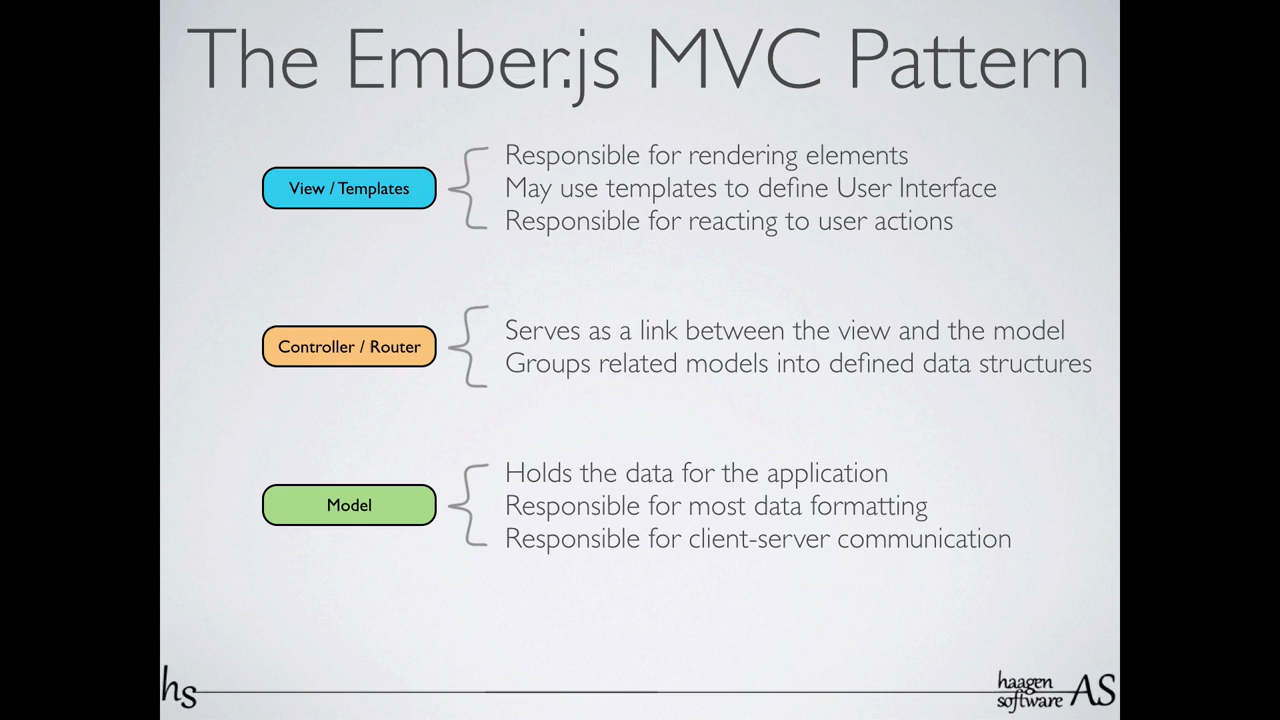 The Ember.js MVC Pattern
View / Templates
Responsible for rendering elements
May use templates to define User Interface
Responsible for reacting to user actions
Controller / Router
Serves as a link between the view and the model
Groups related models into defined data structures
Model
Holds the data for the application
Responsible for most data formatting
Responsible for client-server communication
hs
haagen
software AS